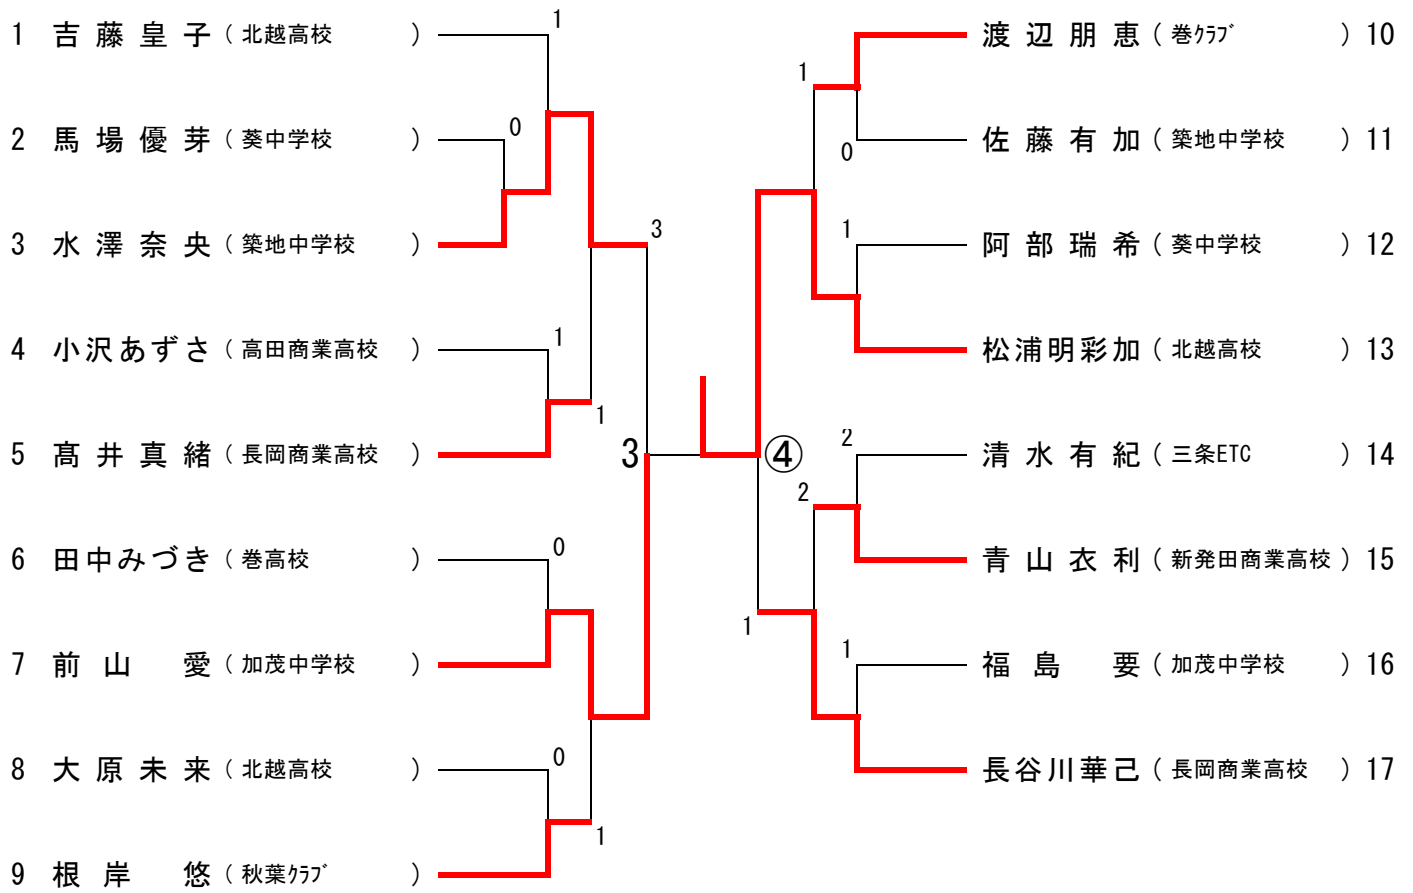 1 吉藤皇子 (北越高校) 1
2 馬場優芽 (葵中学校) 0
3 水澤奈央 (築地中学校) 3
4 小沢あずさ (高田商業高校) 1
1
5 髙井真緒 (長岡商業高校) 3
6 田中みづき (巻高校) 0
7 前山 愛 (加茂中学校)
8 大原未来 (北越高校) 0
1
9 根岸 悠 (秋葉ｸﾗﾌﾞ)
渡辺朋恵 (巻ｸﾗﾌﾞ) 10
1
0 佐藤有加 (築地中学校) 11
1 阿部瑞希 (葵中学校) 12
松浦明彩加 (北越高校) 13
④ 2 清水有紀 (三条ETC) 14
2
青山衣利 (新発田商業高校) 15
1
1 福島 要 (加茂中学校) 16
長谷川華己 (長岡商業高校) 17